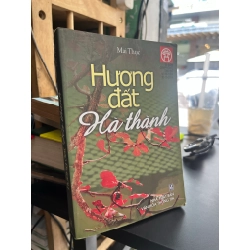 Mai Thục
Hương
đất
Hà thành